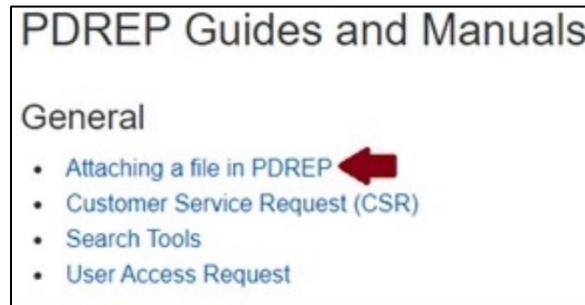 PDREP Guides and Manuals
General
• Attaching a file in PDREP
• Customer Service Request (CSR)
• Search Tools
• User Access Request